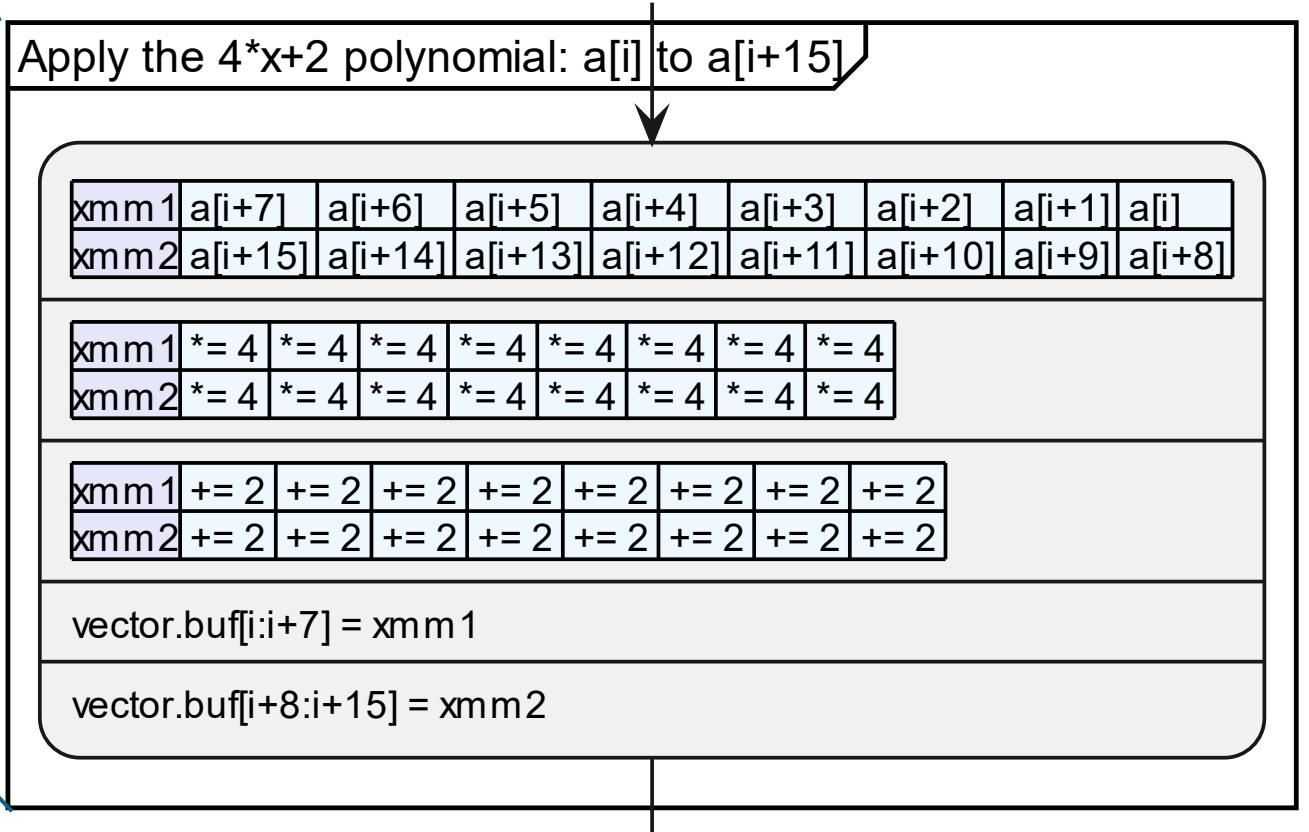 Apply the 4*x+2 polynomial: a[i] to a[i+15]
xmm1 a[i+7] a[i+6] a[i+5] a[i+4] a[i+3] a[i+2] a[i+1] a[i]
xmm2 a[i+15] a[i+14] a[i+13] a[i+12] a[i+11] a[i+10] a[i+9] a[i+8]
xmm1 *= 4 *= 4 *= 4 *= 4 *= 4 *= 4 *= 4 *= 4
xmm2 *= 4 *= 4 *= 4 *= 4 *= 4 *= 4 *= 4 *= 4
xmm1 += 2 += 2 += 2 += 2 += 2 += 2 += 2 += 2
xmm2 += 2 += 2 += 2 += 2 += 2 += 2 += 2 += 2
vector.buf[i:i+7] = xmm1
vector.buf[i+8:i+15] = xmm2